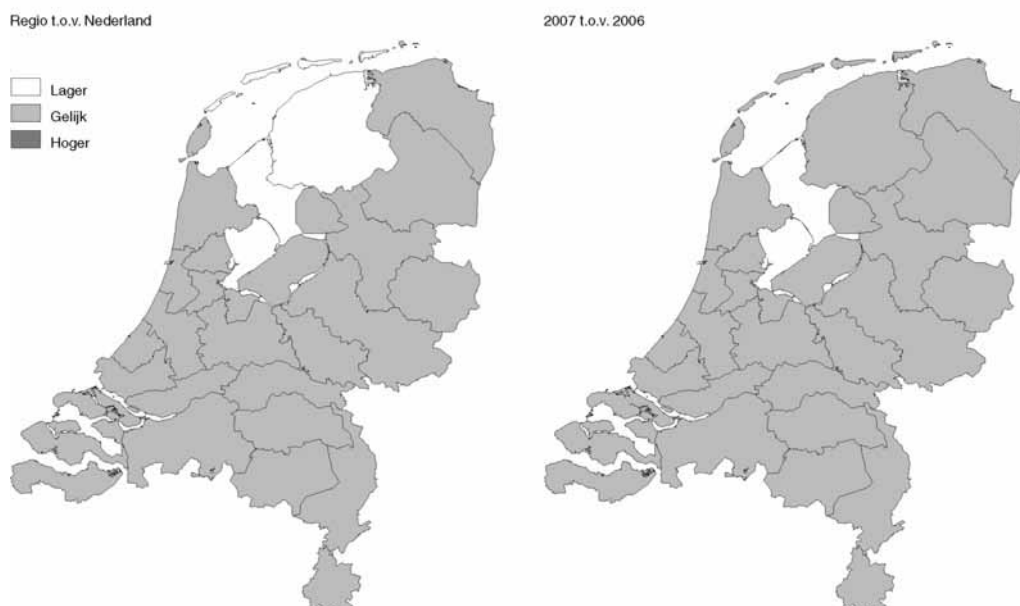 Regio t.o.v. Nederland
2007 t.o.v. 2006
Lager
Gelijk
Hoger